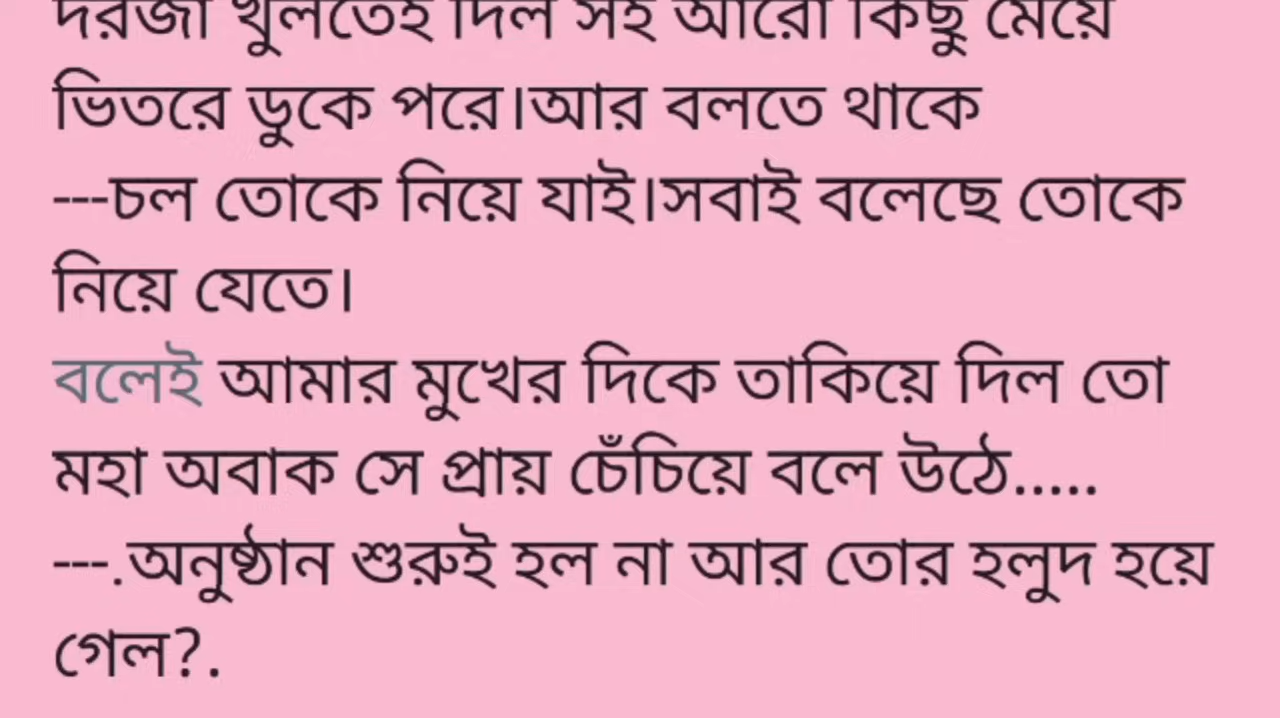 দরজা খুলতেই দিল সহ আরো কিছু মেয়ে
ভিতরে ডুকে পরে।আর বলতে থাকে
---চল তোকে নিয়ে যাই।সবাই বলেছে তোকে
নিয়ে যেতে।
বলেই আমার মুখের দিকে তাকিয়ে দিল তো
মহা অবাক সে প্রায় চেঁচিয়ে বলে উঠে.....
---.অনুষ্ঠান শুরুই হল না আর তোর হলুদ হয়ে
গেল?.